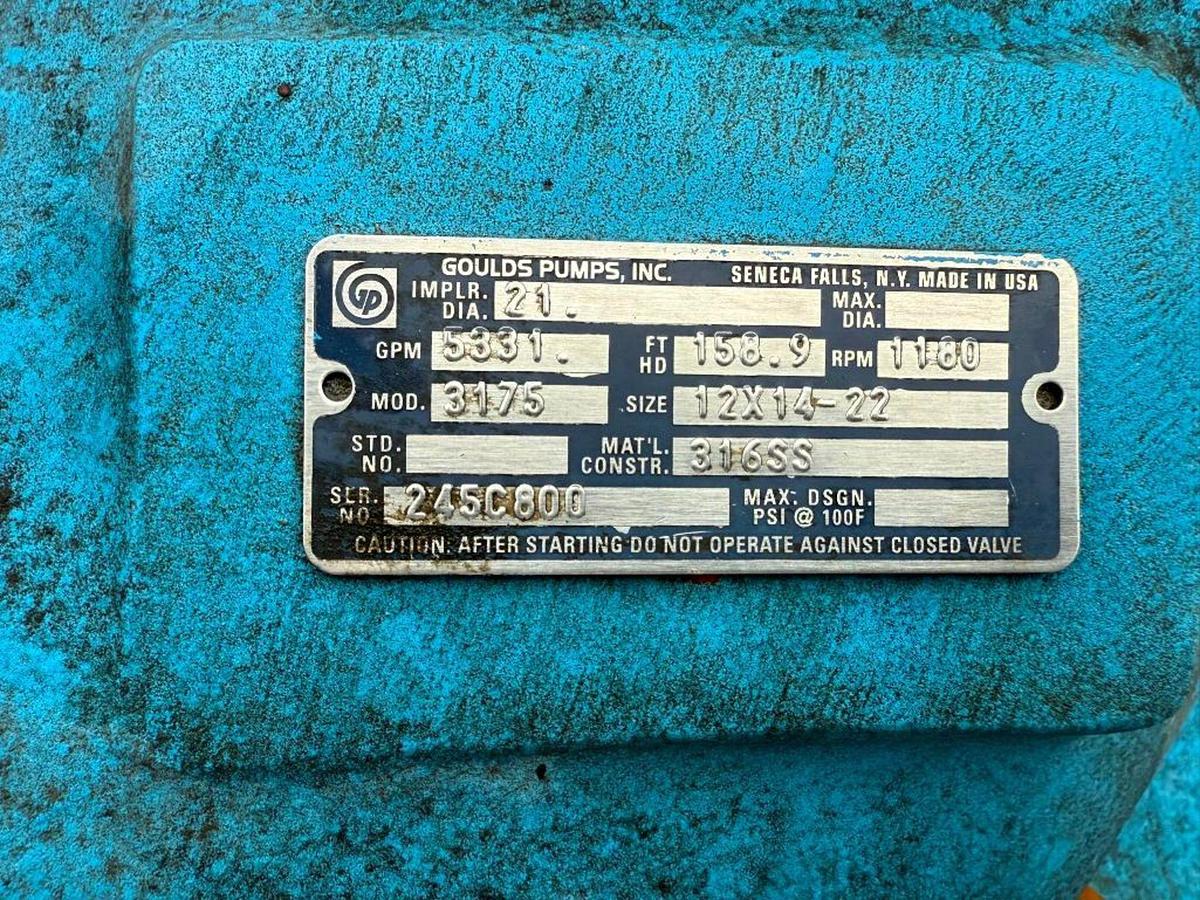 GP
GOULDS PUMPS, INC. SENECA FALLS, N.Y. MADE IN USA
IMPLR. DIA. 21. MAX. DIA.
GPM 5331. FT HD 158.9 RPM 1180
MOD. 3175 SIZE 12X14-22
STD. NO. MAT'L. CONSTR. 316SS
SER. NO 245C800 MAX. DSGN. PSI @ 100F
CAUTION: AFTER STARTING DO NOT OPERATE AGAINST CLOSED VALVE